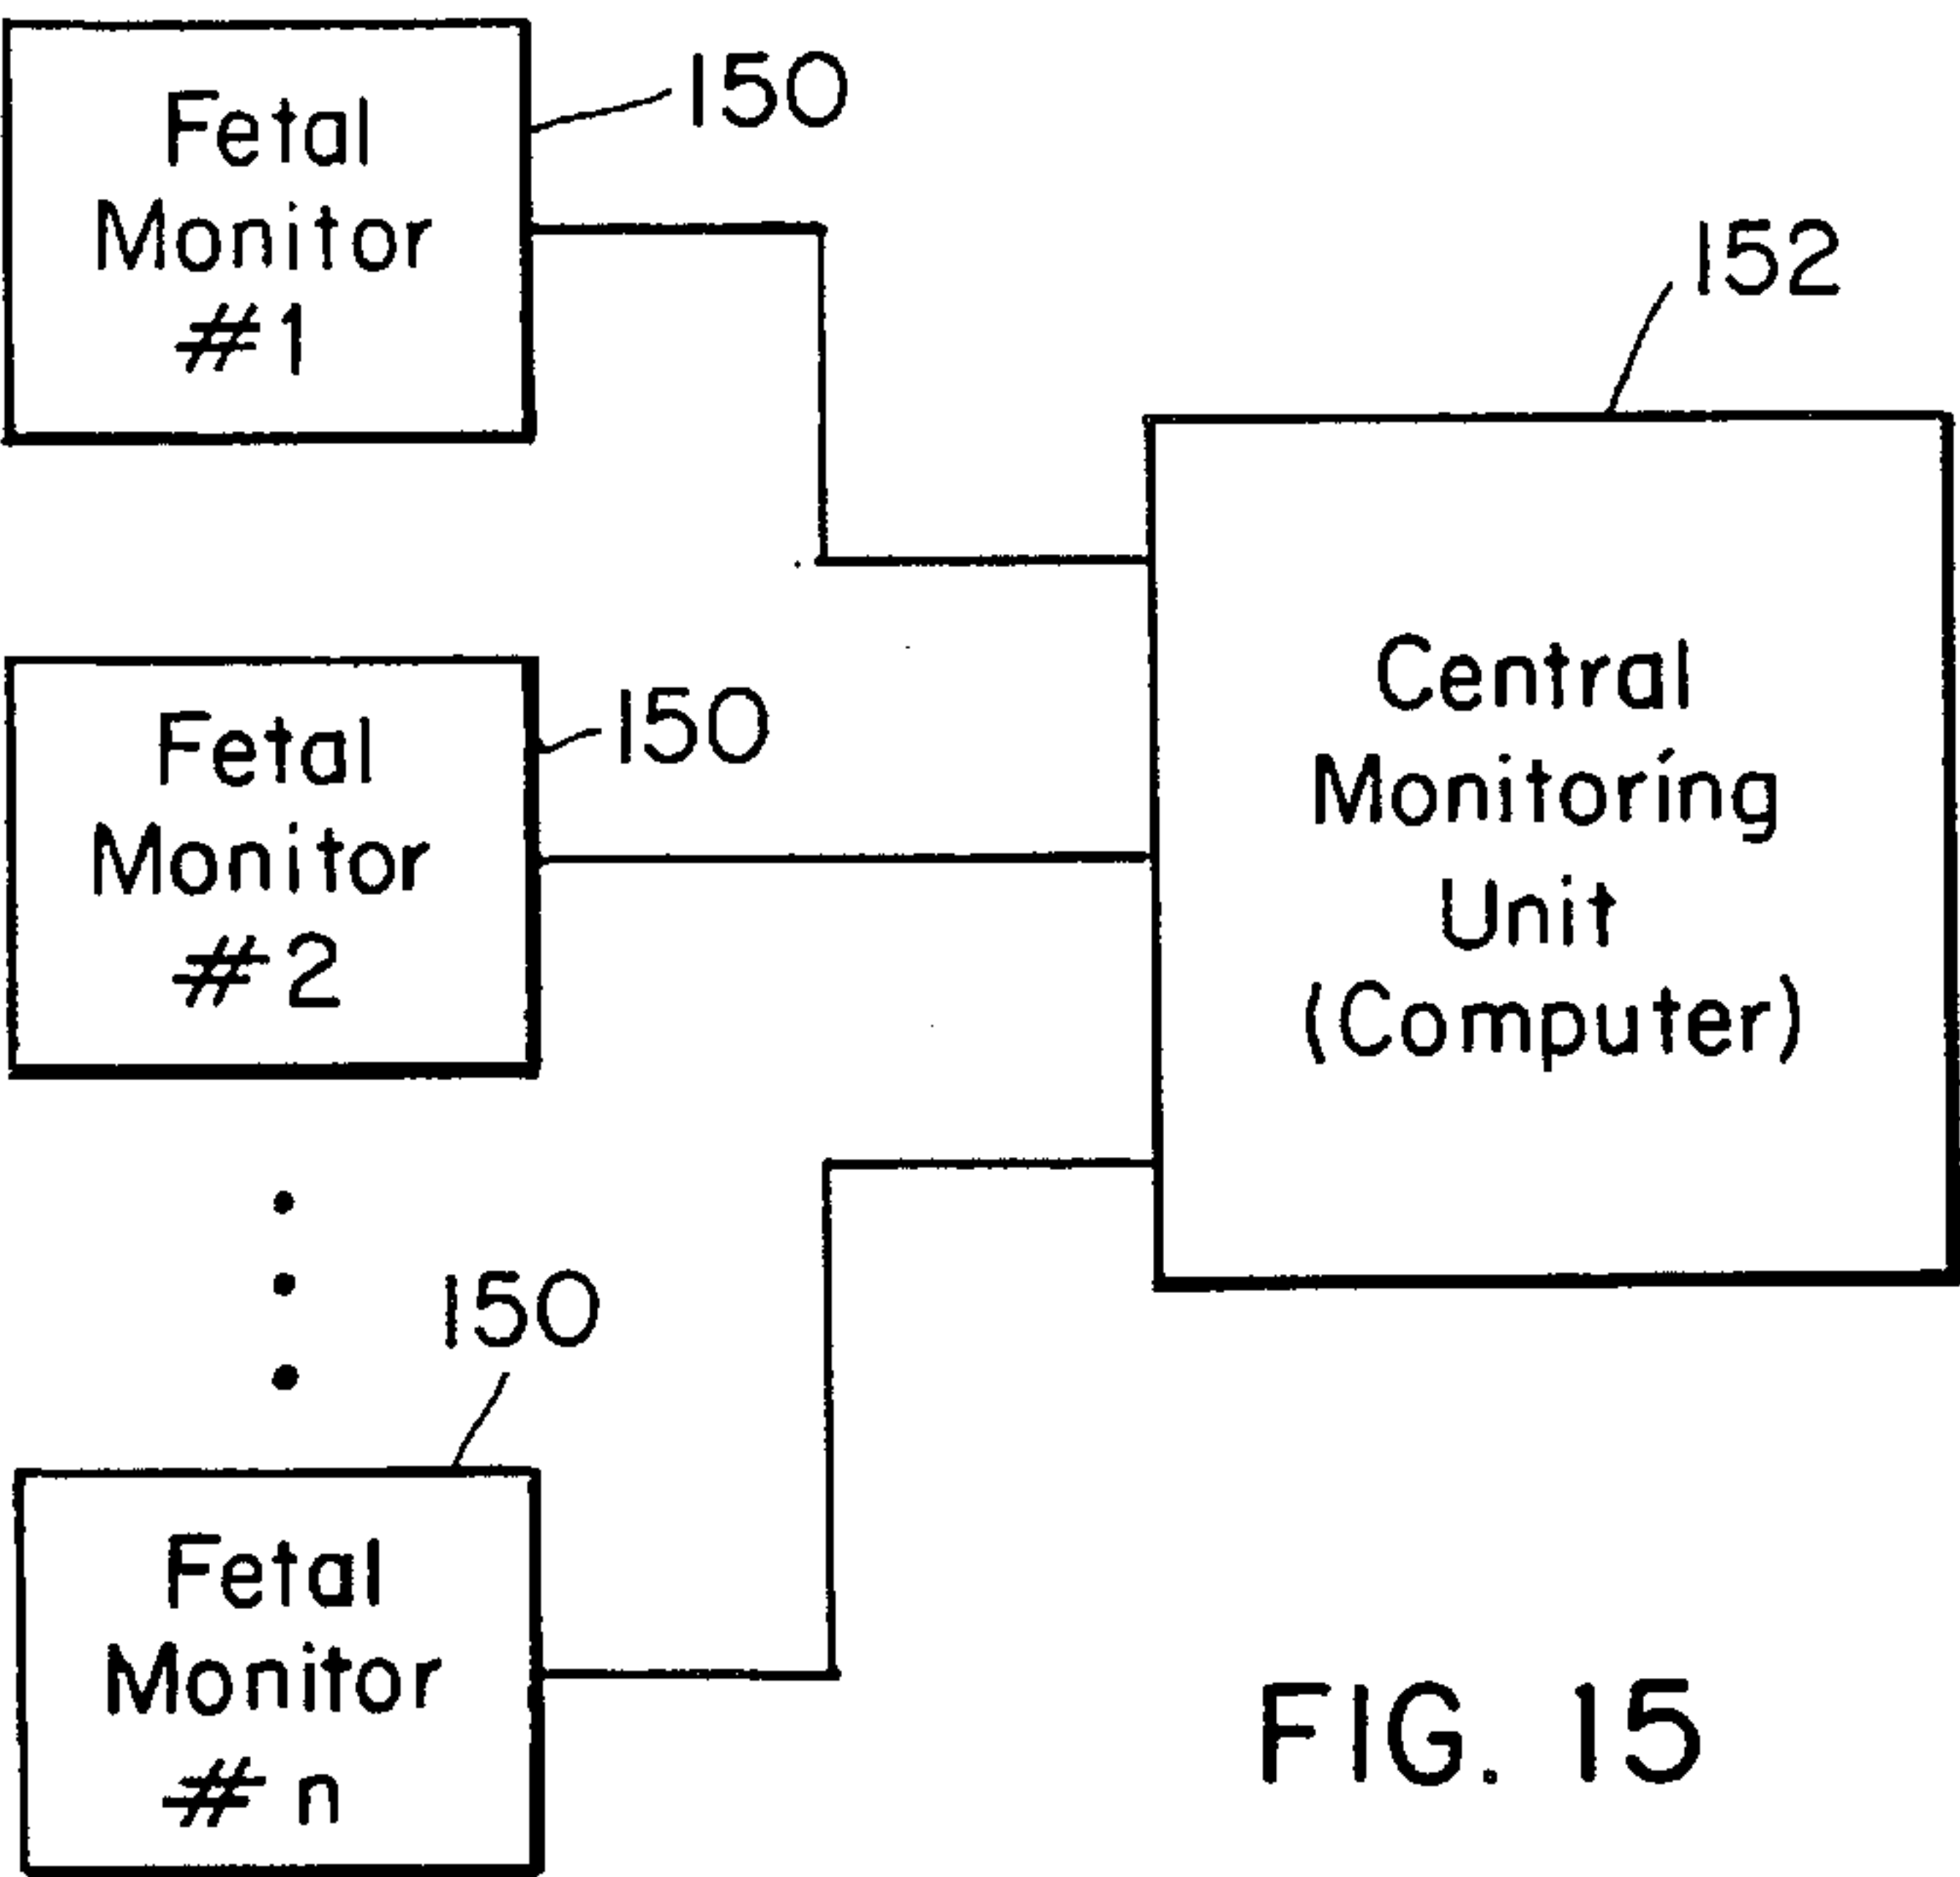 Fetal
Monitor
#1
150
152
Fetal
Monitor
#2
150
Central
Monitoring
Unit
(Computer)
150
Fetal
Monitor
#n
FIG. 15